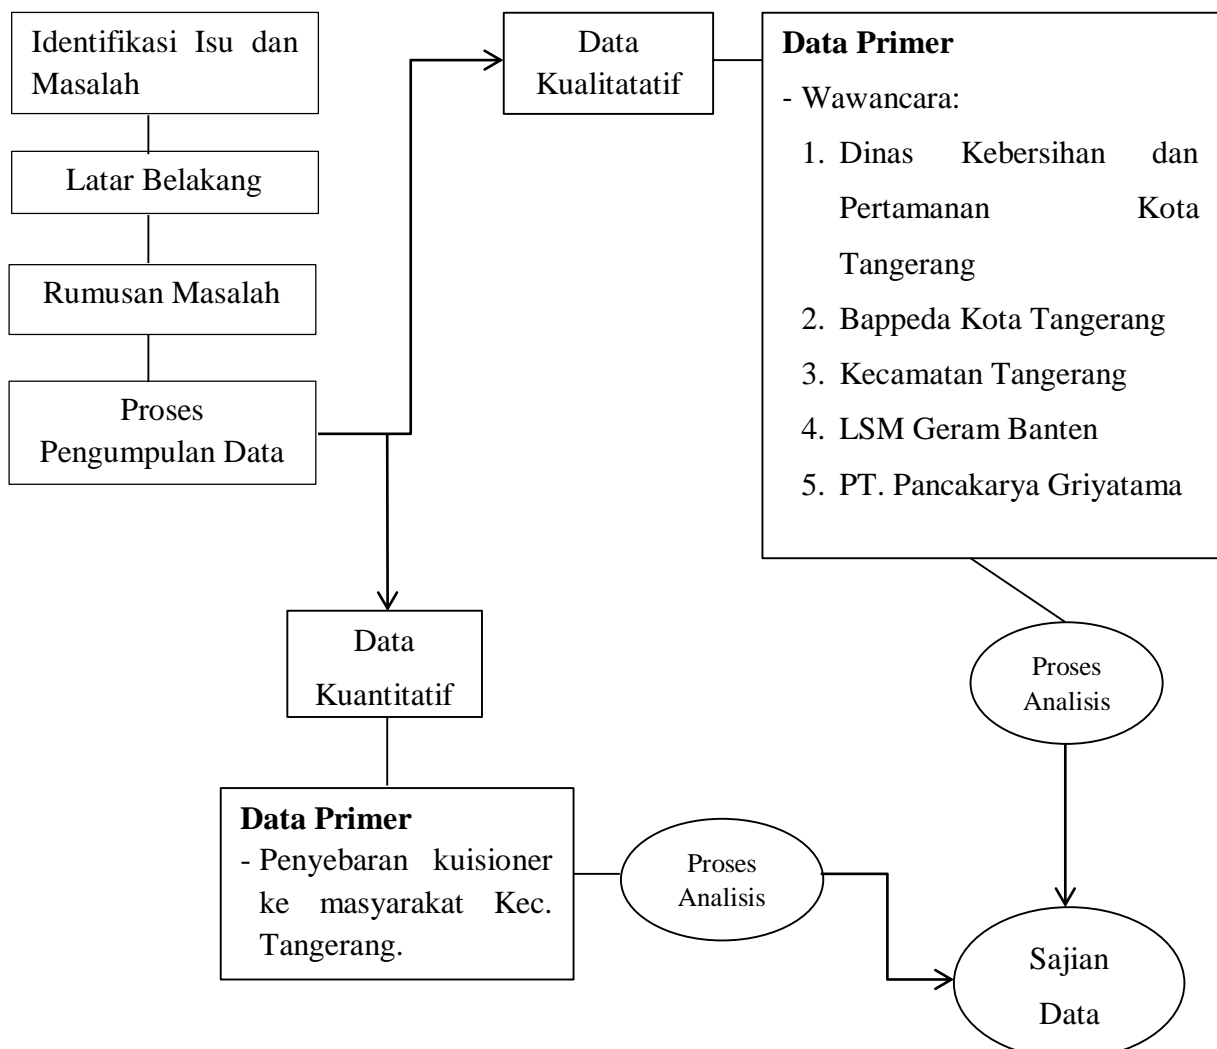 Identifikasi Isu dan
Masalah
Latar Belakang
Rumusan Masalah
Proses
Pengumpulan Data
Data
Kualitatatif
Data Primer
- Wawancara:
1. Dinas Kebersihan dan
Pertamanan Kota
Tangerang
2. Bappeda Kota Tangerang
3. Kecamatan Tangerang
4. LSM Geram Banten
5. PT. Pancakarya Griyatama
Data
Kuantitatif
Data Primer
- Penyebaran kuisioner
ke masyarakat Kec.
Tangerang.
Proses
Analisis
Proses
Analisis
Sajian
Data